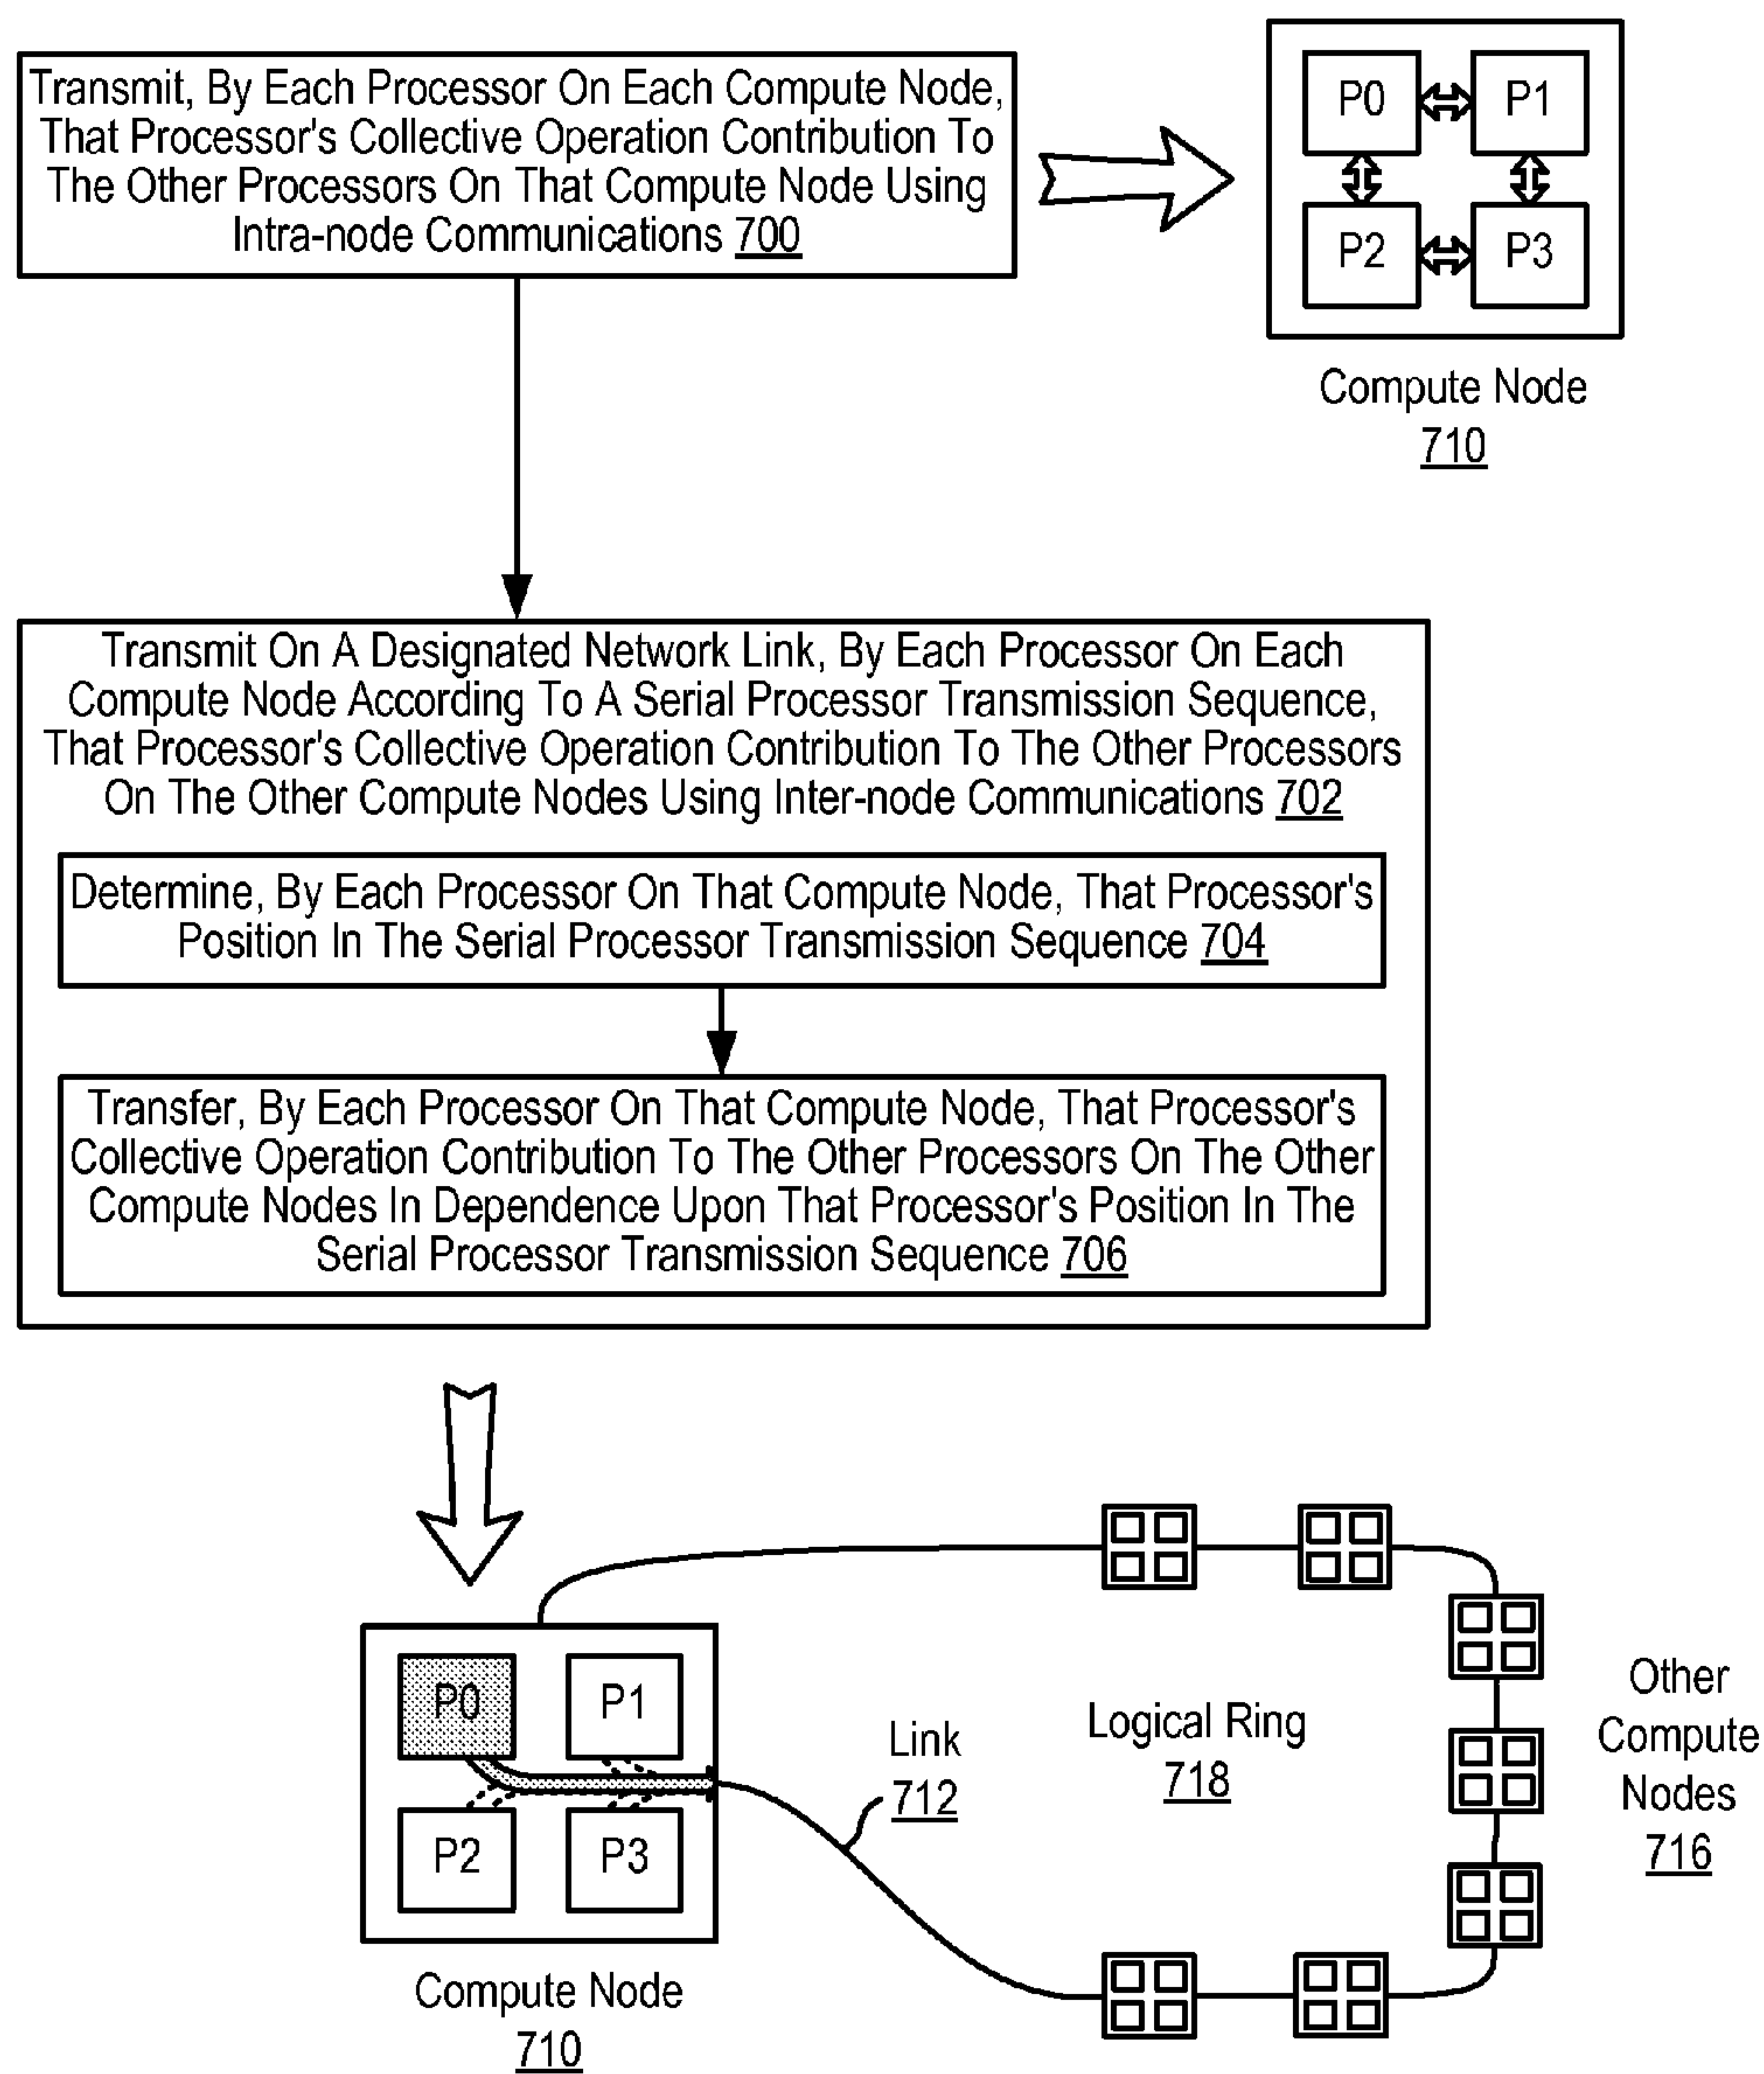 Transmit, By Each Processor On Each Compute Node,
That Processor's Collective Operation Contribution To
The Other Processors On That Compute Node Using
Intra-node Communications 700
P0
P1
P2
P3
Compute Node
710
Transmit On A Designated Network Link, By Each Processor On Each
Compute Node According To A Serial Processor Transmission Sequence,
That Processor's Collective Operation Contribution To The Other Processors
On The Other Compute Nodes Using Inter-node Communications 702
Determine, By Each Processor On That Compute Node, That Processor's
Position In The Serial Processor Transmission Sequence 704
Transfer, By Each Processor On That Compute Node, That Processor's
Collective Operation Contribution To The Other Processors On The Other
Compute Nodes In Dependence Upon That Processor's Position In The
Serial Processor Transmission Sequence 706
P0
P1
P2
P3
Compute Node
710
Link
712
Logical Ring
718
Other
Compute
Nodes
716